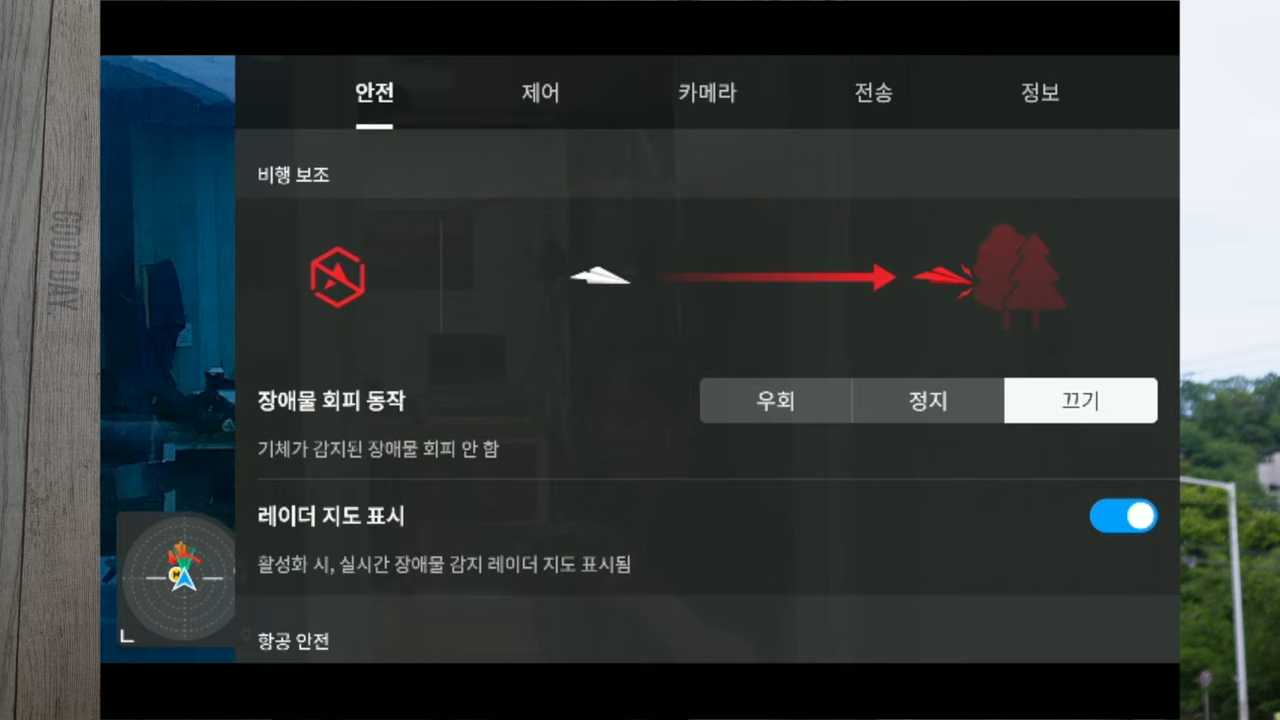 안전
제어
카메라
전송
정보
비행 보조
장애물 회피 동작
우회
정지
끄기
기체가 감지된 장애물 회피 안 함
레이더 지도 표시
활성화 시, 실시간 장애물 감지 레이더 지도 표시됨
L
항공 안전
GOOD DAY.